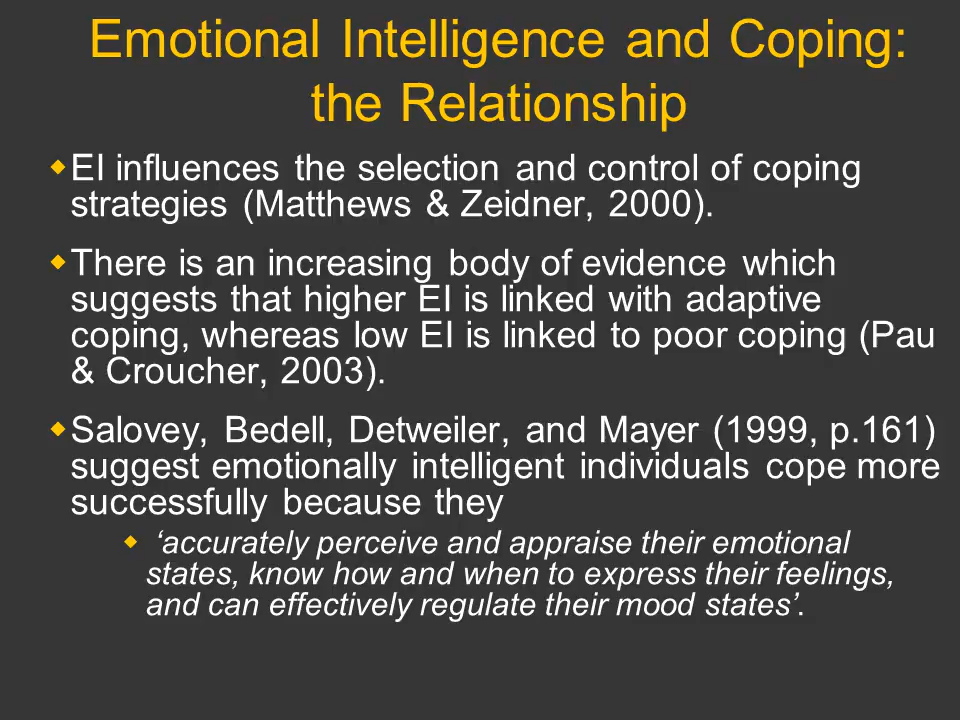 Emotional Intelligence and Coping:
the Relationship
EI influences the selection and control of coping
strategies (Matthews & Zeidner, 2000).
There is an increasing body of evidence which
suggests that higher EI is linked with adaptive
coping, whereas low EI is linked to poor coping (Pau
& Croucher, 2003).
Salovey, Bedell, Detweiler, and Mayer (1999, p.161)
suggest emotionally intelligent individuals cope more
successfully because they
‘accurately perceive and appraise their emotional
states, know how and when to express their feelings,
and can effectively regulate their mood states’.